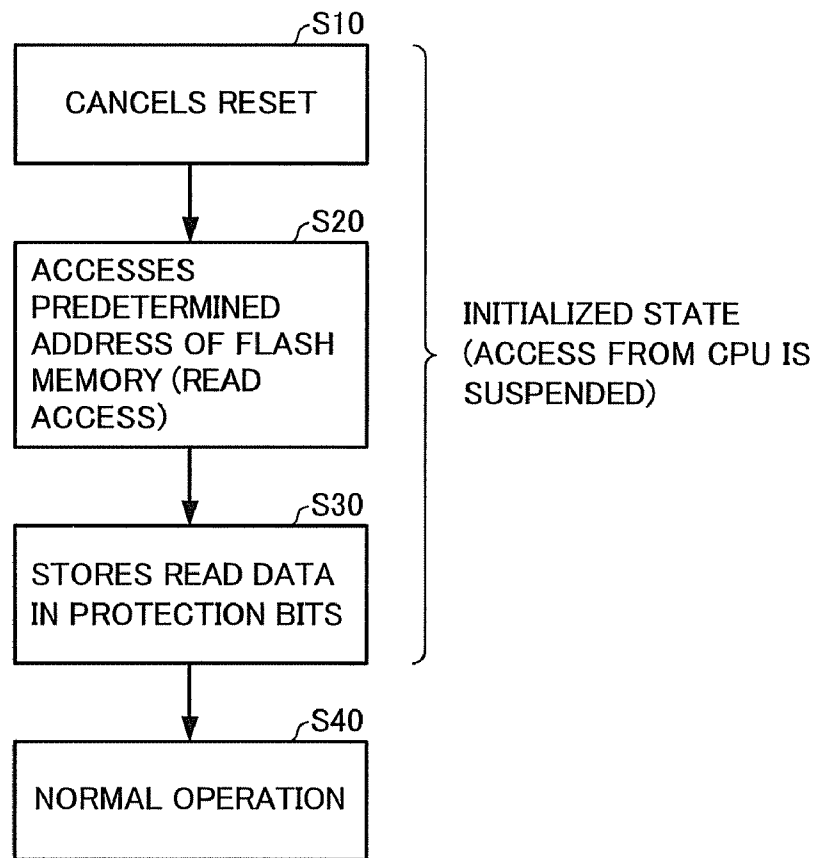 S10
CANCELS RESET
S20
ACCESSES
PREDETERMINED
ADDRESS OF FLASH
MEMORY (READ
ACCESS)
INITIALIZED STATE
(ACCESS FROM CPU IS
SUSPENDED)
S30
STORES READ DATA
IN PROTECTION BITS
S40
NORMAL OPERATION